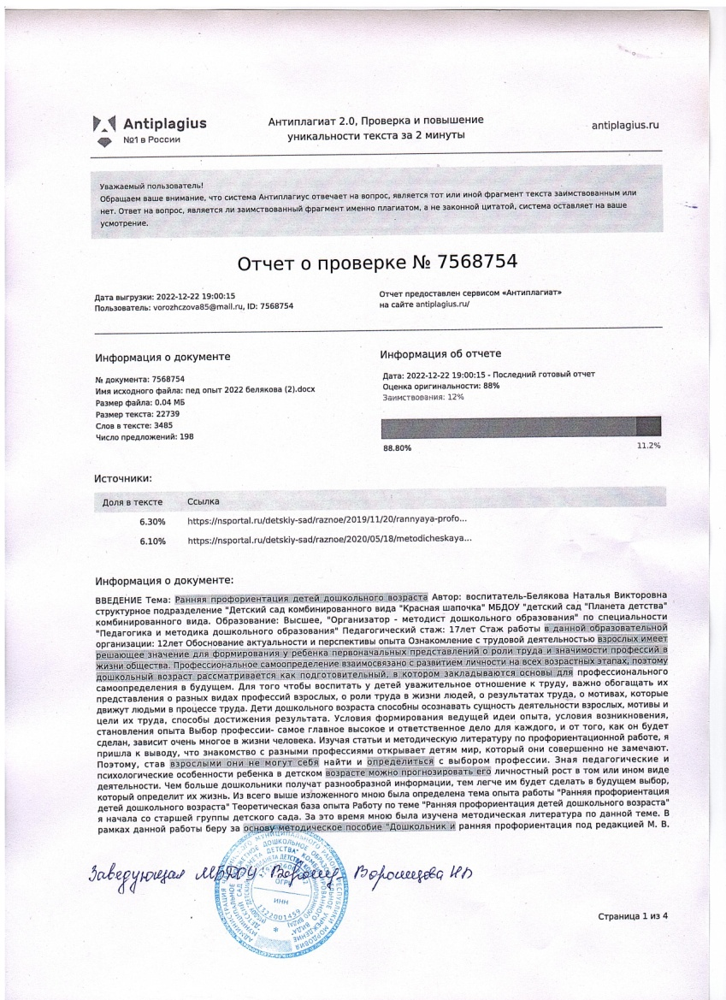 Antiplagius
№1 в России
Антиплагиат 2.0, Проверка и повышение
уникальности текста за 2 минуты
antiplagius.ru
Уважаемый пользователь!
Обращаем ваше внимание, что система Антиплагиус отвечает на вопрос, является тот или иной фрагмент текста заимствованным или
нет. Ответ на вопрос, является ли заимствованный фрагмент именно плагиатом, а не законной цитатой, система оставляет на ваше
усмотрение.
Отчет о проверке № 7568754
Дата выгрузки: 2022-12-22 19:00:15
Пользователь: vorozhczova85@mail.ru, ID: 7568754
Отчет предоставлен сервисом «Антиплагиат»
на сайте antiplagius.ru/
Информация о документе
№ документа: 7568754
Имя исходного файла: пед опыт 2022 белякова (2).docx
Размер файла: 0.04 МБ
Размер текста: 22739
Слов в тексте: 3485
Число предложений: 198
Информация об отчете
Дата: 2022-12-22 19:00:15 - Последний готовый отчет
Оценка оригинальности: 88%
Заимствования: 12%
88.80%
11.2%
Источники:
Доля в тексте Ссылка
6.30% https://nsportal.ru/detskiy-sad/raznoe/2019/11/20/rannyaya-profo...
6.10% https://nsportal.ru/detskiy-sad/raznoe/2020/05/18/metodicheskaya...
Информация о документе:
ВВЕДЕНИЕ Тема: Ранняя профориентация детей дошкольного возраста Автор: воспитатель-Белякова Наталья Викторовна
структурное подразделение "Детский сад комбинированного вида "Красная шапочка" МБДОУ "детский сад "Планета детства"
комбинированного вида. Образование: Высшее, "Организатор - методист дошкольного образования" по специальности
"Педагогика и методика дошкольного образования" Педагогический стаж: 17лет Стаж работы в данной образовательной
организации: 12лет Обоснование актуальности и перспективы опыта Ознакомление с трудовой деятельностью взрослых имеет
решающее значение для формирования у ребенка первоначальных представлений о роли труда и значимости профессий в
жизни общества. Профессиональное самоопределение взаимосвязано с развитием личности на всех возрастных этапах, поэтому
дошкольный возраст рассматривается как подготовительный, в котором закладываются основы для профессионального
самоопределения в будущем. Для того чтобы воспитать у детей уважительное отношение к труду, важно обогащать их
представления о разных видах профессий взрослых, о роли труда в жизни людей, о результатах труда, о мотивах, которые
движут людьми в процессе труда. Дети дошкольного возраста способны осознавать сущность деятельности взрослых, мотивы и
цели их труда, способы достижения результата. Условия формирования ведущей идеи опыта, условия возникновения,
становления опыта Выбор профессии- самое главное высокое и ответственное дело для каждого, и от того, как он будет
сделан, зависит очень многое в жизни человека. Изучая статьи и методическую литературу по профориентационной работе, я
пришла к выводу, что знакомство с разными профессиями открывает детям мир, который они совершенно не замечают.
Поэтому, став взрослыми они не могут себя найти и определиться с выбором профессии. Зная педагогические и
психологические особенности ребенка в детском возрасте можно прогнозировать его личностный рост в том или ином виде
деятельности. Чем больше дошкольники получат разнообразной информации, тем легче им будет сделать в будущем выбор,
который определит их жизнь. Из всего выше изложенного мною была определена тема опыта работы "Ранняя профориентация
детей дошкольного возраста" Теоретическая база опыта Работу по теме "Ранняя профориентация детей дошкольного возраста"
я начала со старшей группы детского сада. За это время мною была изучена методическая литература по данной теме. В
рамках данной работы беру за основу методическое пособие "Дошкольник и ранняя профориентация под редакцией М. В.
Заведующая МБДОУ:
ИНН
1322001459
Страница 1 из 4